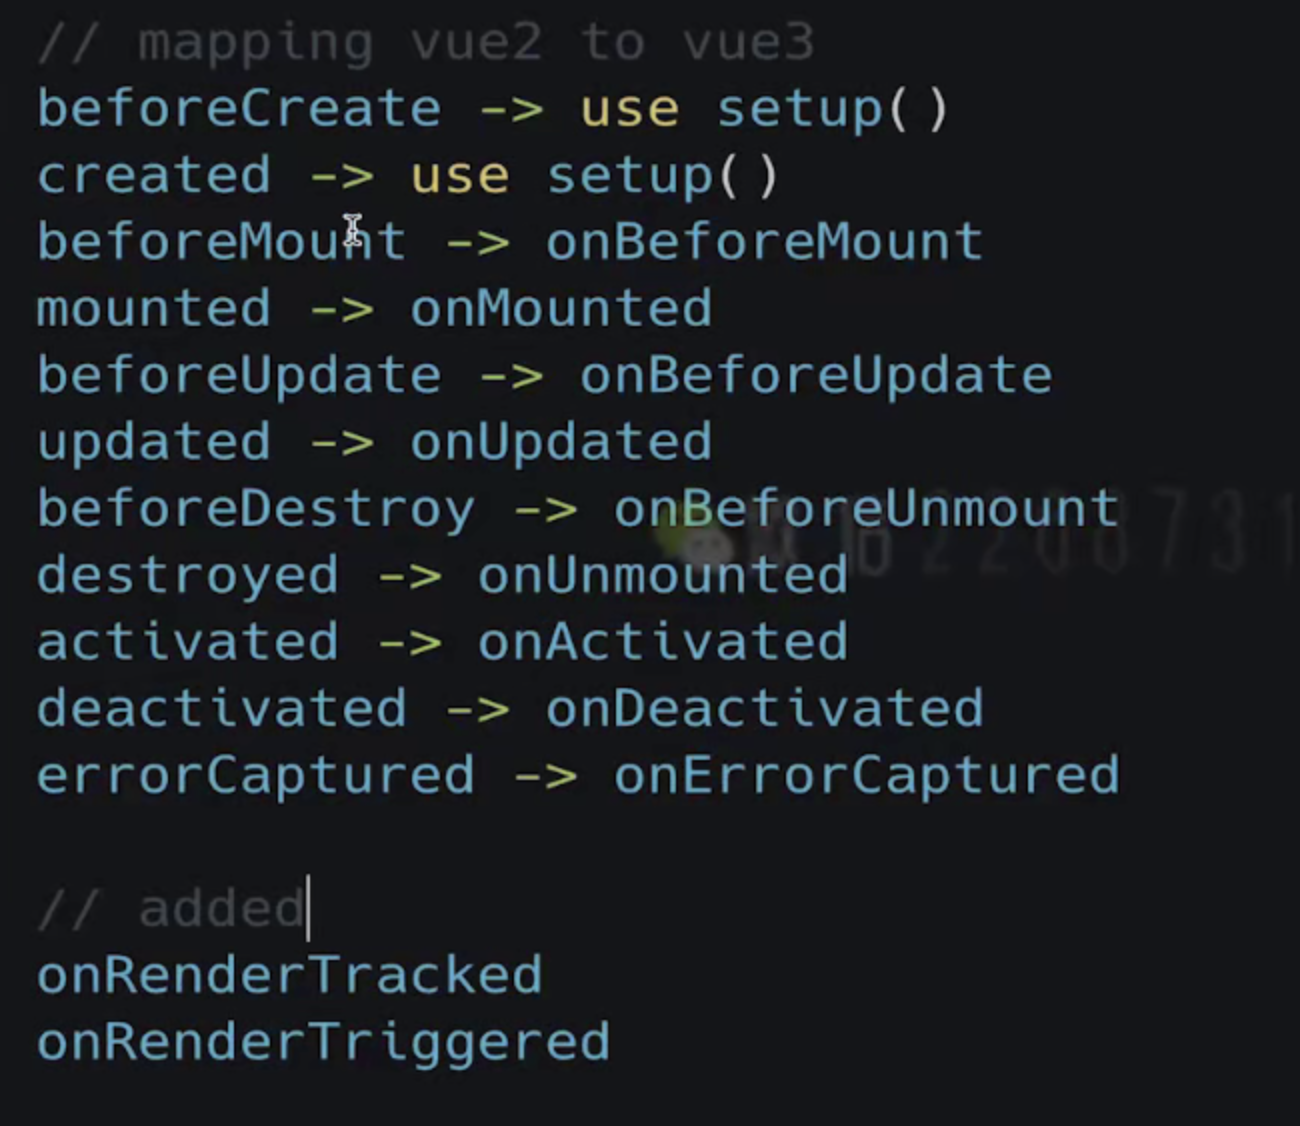 // mapping vue2 to vue3
beforeCreate -> use setup()
created -> use setup()
beforeMount -> onBeforeMount
mounted -> onMounted
beforeUpdate -> onBeforeUpdate
updated -> onUpdated
beforeDestroy -> onBeforeUnmount
destroyed -> onUnmounted
activated -> onActivated
deactivated -> onDeactivated
errorCaptured -> onErrorCaptured
// added
onRenderTracked
onRenderTriggered